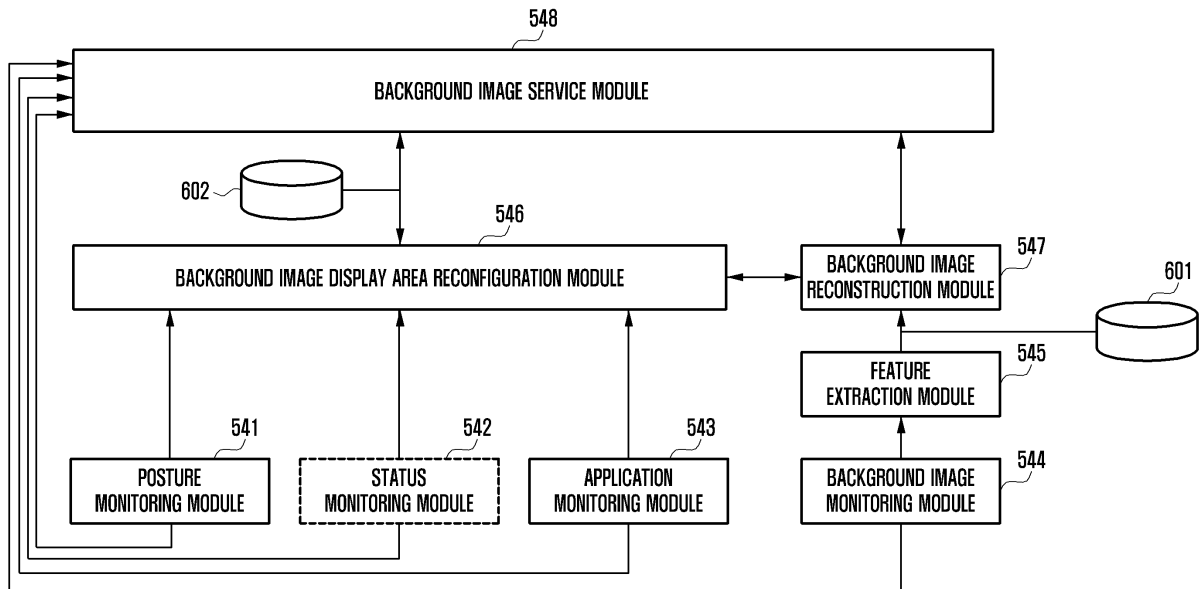 548
BACKGROUND IMAGE SERVICE MODULE
602
546
BACKGROUND IMAGE DISPLAY AREA RECONFIGURATION MODULE
547
BACKGROUND IMAGE
RECONSTRUCTION MODULE
601
545
FEATURE
EXTRACTION MODULE
541
POSTURE
MONITORING MODULE
542
STATUS
MONITORING MODULE
543
APPLICATION
MONITORING MODULE
544
BACKGROUND IMAGE
MONITORING MODULE